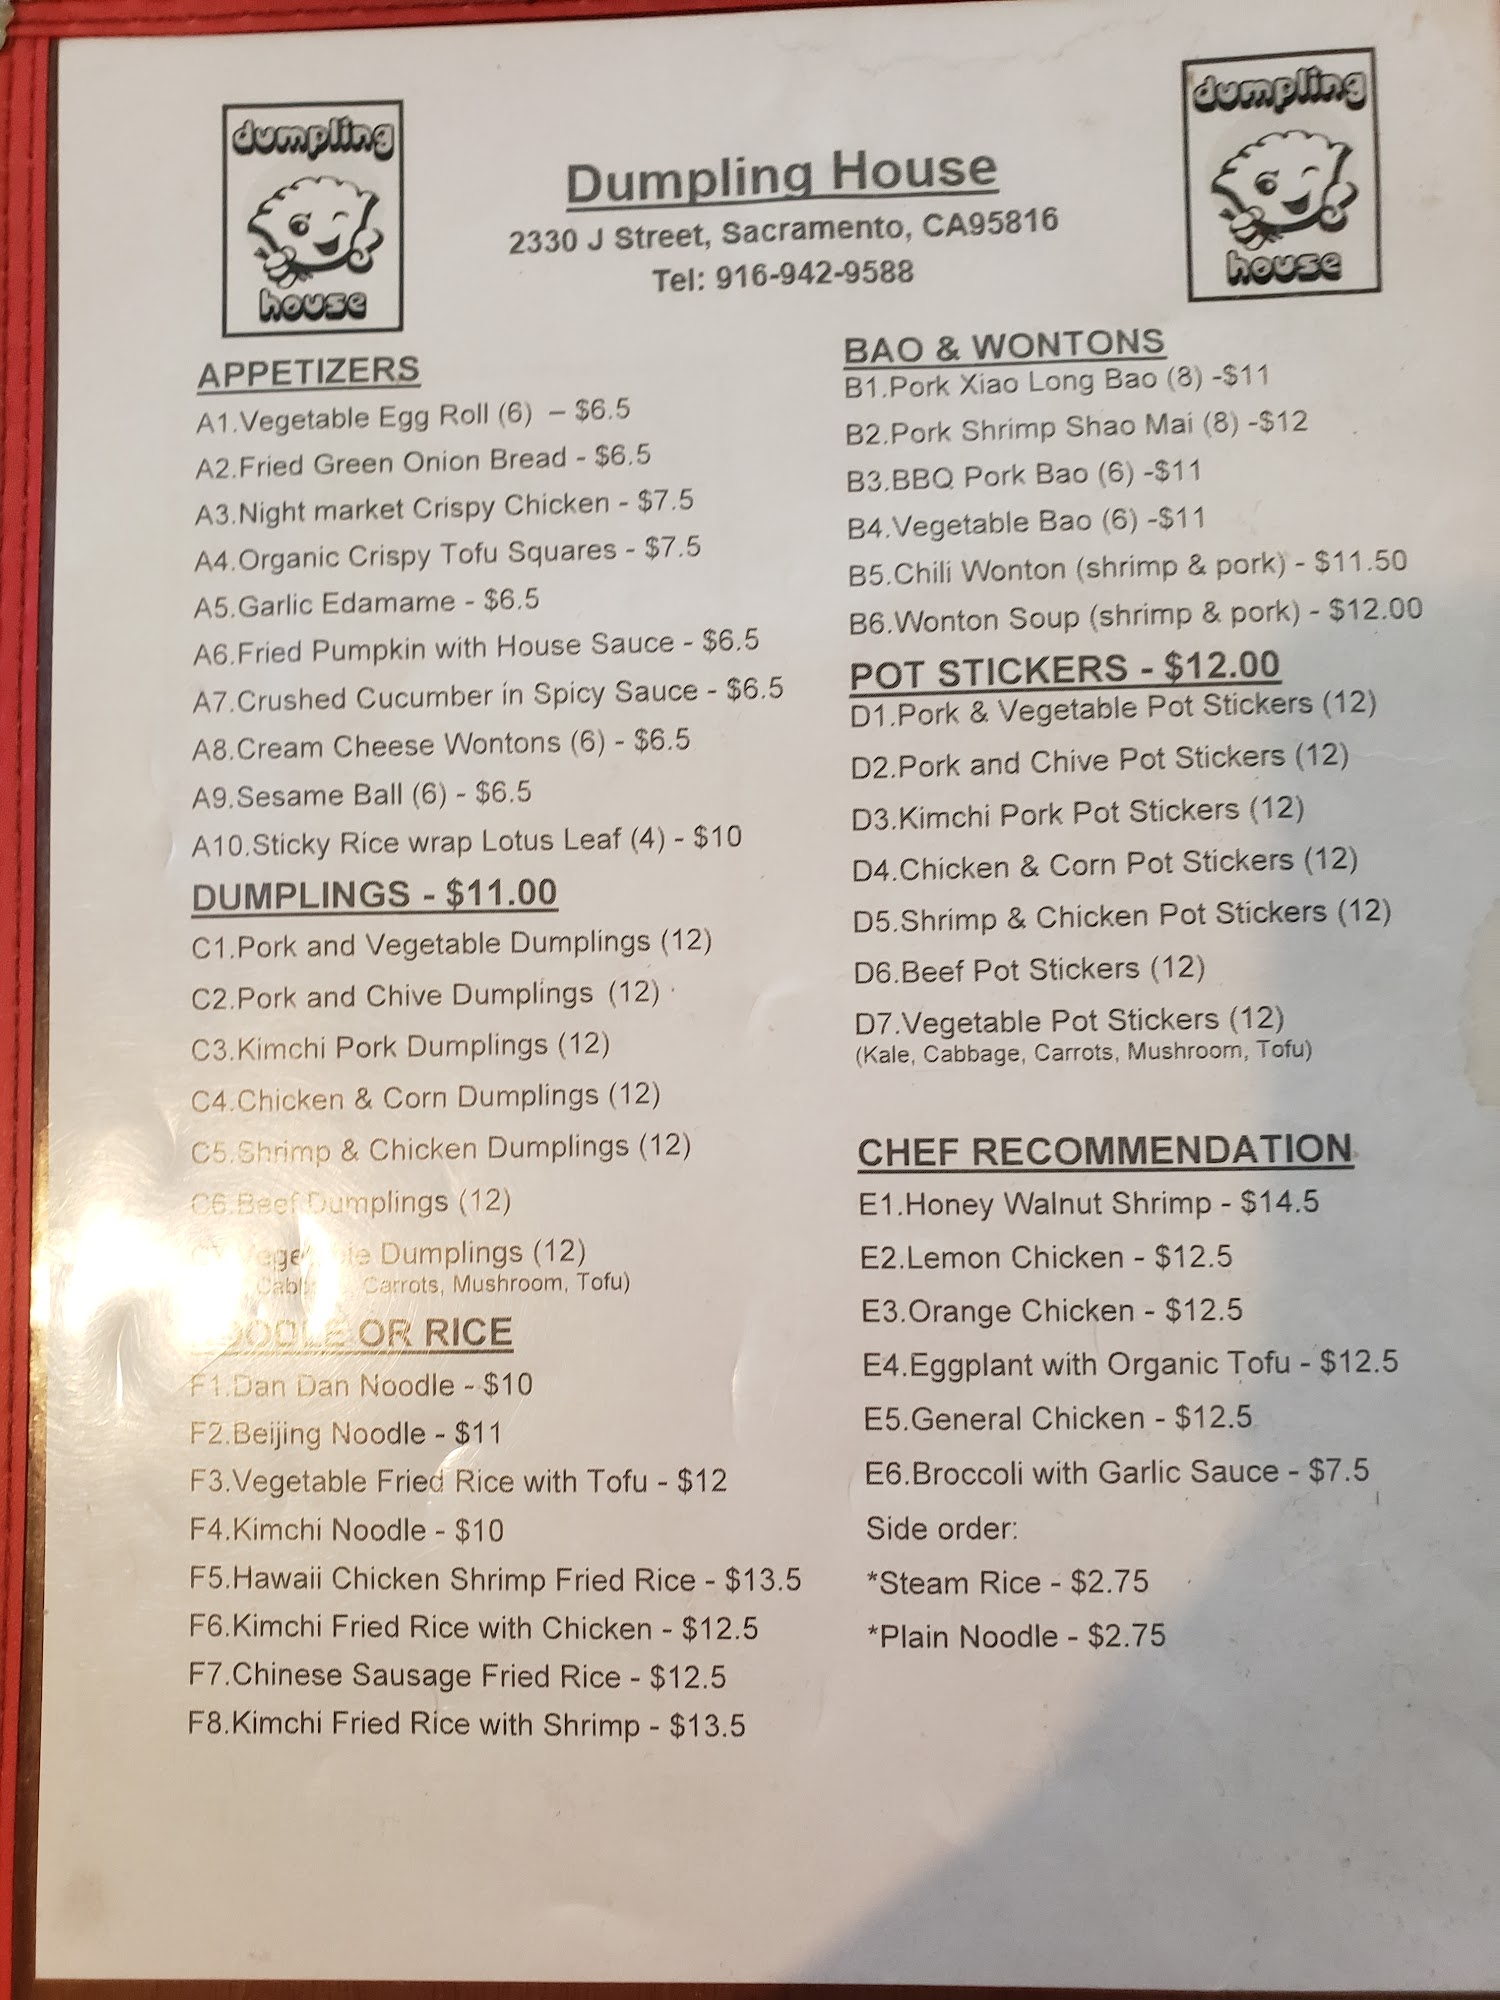 dumpling
house
dumpling
house
Dumpling House
2330 J Street, Sacramento, CA95816
Tel: 916-942-9588
APPETIZERS
A1.Vegetable Egg Roll (6) – $6.5
A2.Fried Green Onion Bread - $6.5
A3.Night market Crispy Chicken - $7.5
A4.Organic Crispy Tofu Squares - $7.5
A5.Garlic Edamame - $6.5
A6.Fried Pumpkin with House Sauce - $6.5
A7.Crushed Cucumber in Spicy Sauce - $6.5
A8.Cream Cheese Wontons (6) - $6.5
A9.Sesame Ball (6) - $6.5
A10.Sticky Rice wrap Lotus Leaf (4) - $10
DUMPLINGS - $11.00
C1.Pork and Vegetable Dumplings (12)
C2.Pork and Chive Dumplings (12)
C3.Kimchi Pork Dumplings (12)
C4.Chicken & Corn Dumplings (12)
C5.Shrimp & Chicken Dumplings (12)
C6.Beef Dumplings (12)
Vegetable Dumplings (12)
Cabbage, Carrots, Mushroom, Tofu)
NOODLE OR RICE
F1.Dan Dan Noodle - $10
F2.Beijing Noodle - $11
F3.Vegetable Fried Rice with Tofu - $12
F4.Kimchi Noodle - $10
F5.Hawaii Chicken Shrimp Fried Rice - $13.5
F6.Kimchi Fried Rice with Chicken - $12.5
F7.Chinese Sausage Fried Rice - $12.5
F8.Kimchi Fried Rice with Shrimp - $13.5
BAO & WONTONS
B1.Pork Xiao Long Bao (8) -$11
B2.Pork Shrimp Shao Mai (8) -$12
B3.BBQ Pork Bao (6) -$11
B4.Vegetable Bao (6) -$11
B5.Chili Wonton (shrimp & pork) - $11.50
B6.Wonton Soup (shrimp & pork) - $12.00
POT STICKERS - $12.00
D1.Pork & Vegetable Pot Stickers (12)
D2.Pork and Chive Pot Stickers (12)
D3.Kimchi Pork Pot Stickers (12)
D4.Chicken & Corn Pot Stickers (12)
D5.Shrimp & Chicken Pot Stickers (12)
D6.Beef Pot Stickers (12)
D7.Vegetable Pot Stickers (12)
(Kale, Cabbage, Carrots, Mushroom, Tofu)
CHEF RECOMMENDATION
E1.Honey Walnut Shrimp - $14.5
E2.Lemon Chicken - $12.5
E3.Orange Chicken - $12.5
E4.Eggplant with Organic Tofu - $12.5
E5.General Chicken - $12.5
E6.Broccoli with Garlic Sauce - $7.5
Side order:
*Steam Rice - $2.75
*Plain Noodle - $2.75